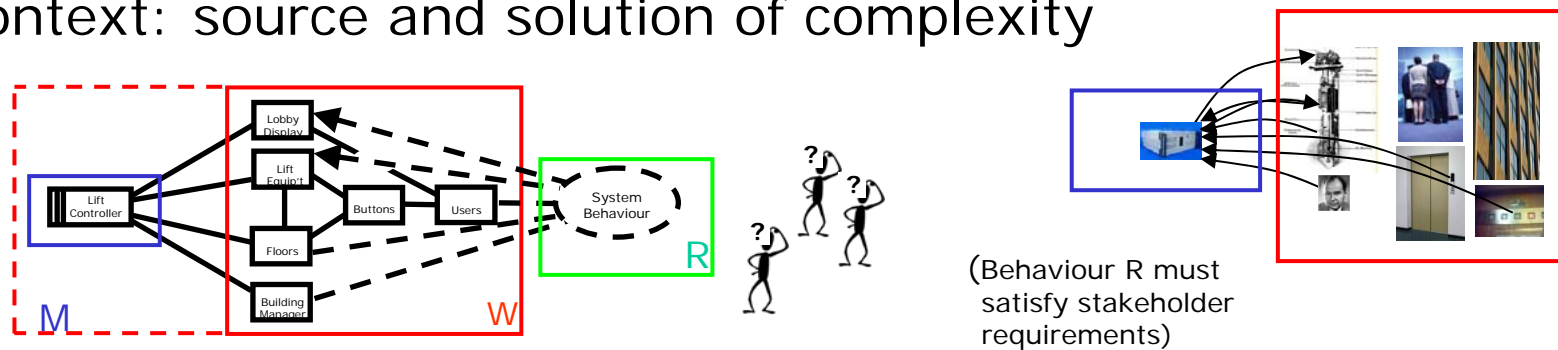 ontext: source and solution of complexity
Lobby
Display
Lift
Equip't
Lift
Controller
Buttons
Users
System
Behaviour
Floors
Building
Manager
M
W
R
?
?
?
(Behaviour R must
satisfy stakeholder
requirements)